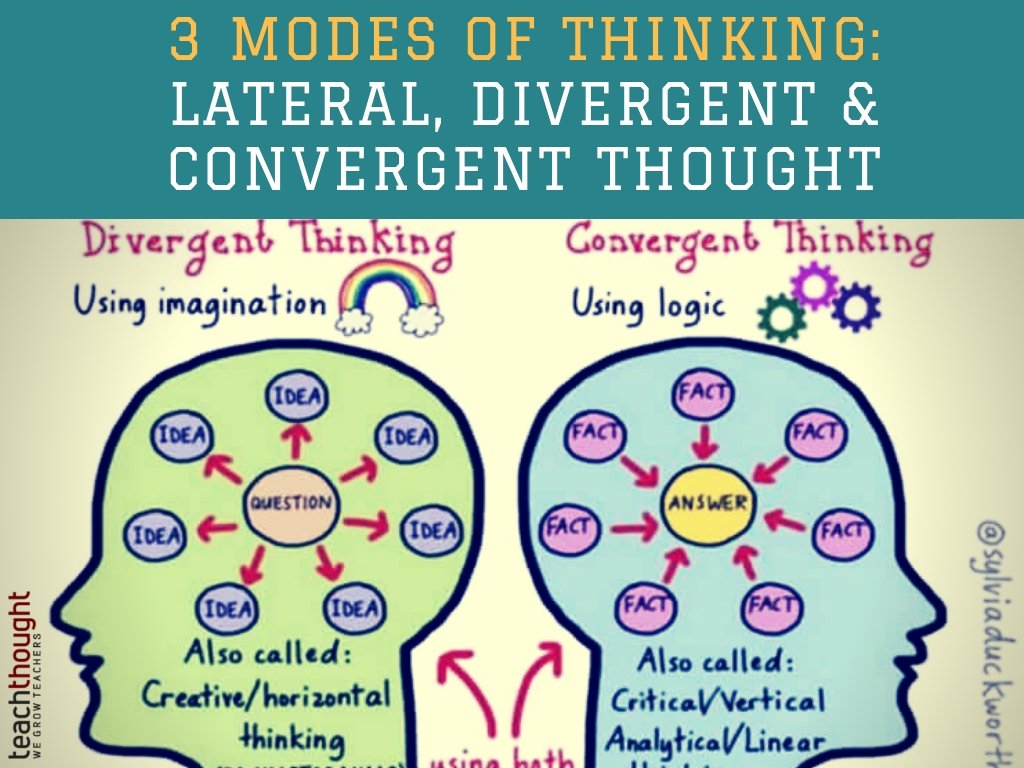 3 MODES OF THINKING:
LATERAL, DIVERGENT &
CONVERGENT THOUGHT
Divergent Thinking
Using imagination
IDEA
IDEA
IDEA
QUESTION
IDEA
IDEA
IDEA
IDEA
Also called:
Creative/horizontal
thinking
Convergent Thinking
Using logic
FACT
FACT
FACT
ANSWER
FACT
FACT
FACT
FACT
Also called:
Critical/Vertical
Analytical/Linear
using both
@sylviaduckworth
teachthought
WE GROW TEACHERS